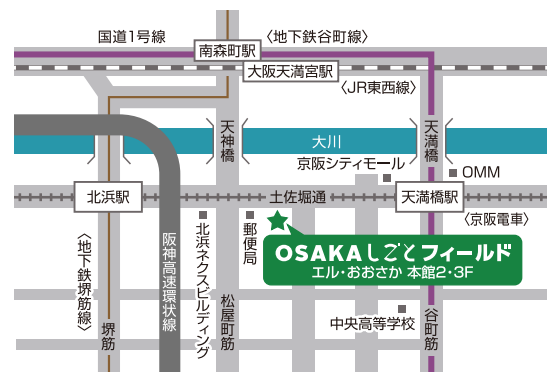 国道1号線
〈地下鉄谷町線〉
南森町駅
大阪天満宮駅
〈JR東西線〉
天神橋
大川
天満橋
京阪シティモール
OMM
北浜駅
土佐堀通
天満橋駅
〈京阪電車〉
〈地下鉄堺筋線〉
阪神高速環状線
北浜ネクスビルディング
郵便局
OSAKAしごとフィールド
エル・おおさか 本館2・3F
堺筋
松屋町筋
中央高等学校
谷町筋